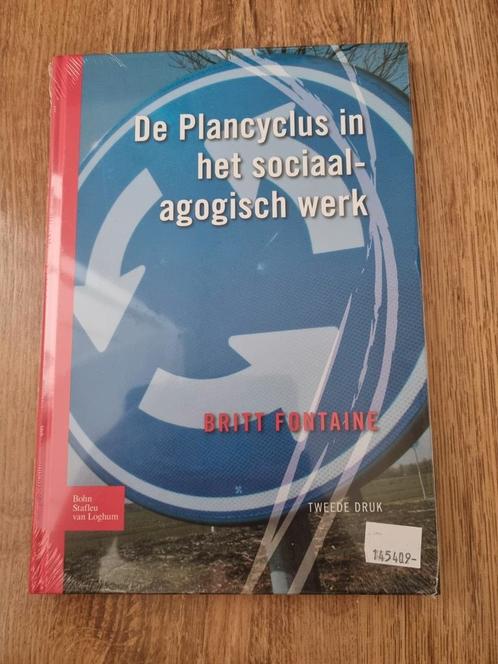 De Plancyclus in
het sociaal-
agogisch werk
BRITT FONTAINE
Bohn
Stafleu
van Loghum
TWEEDE DRUK
145409-